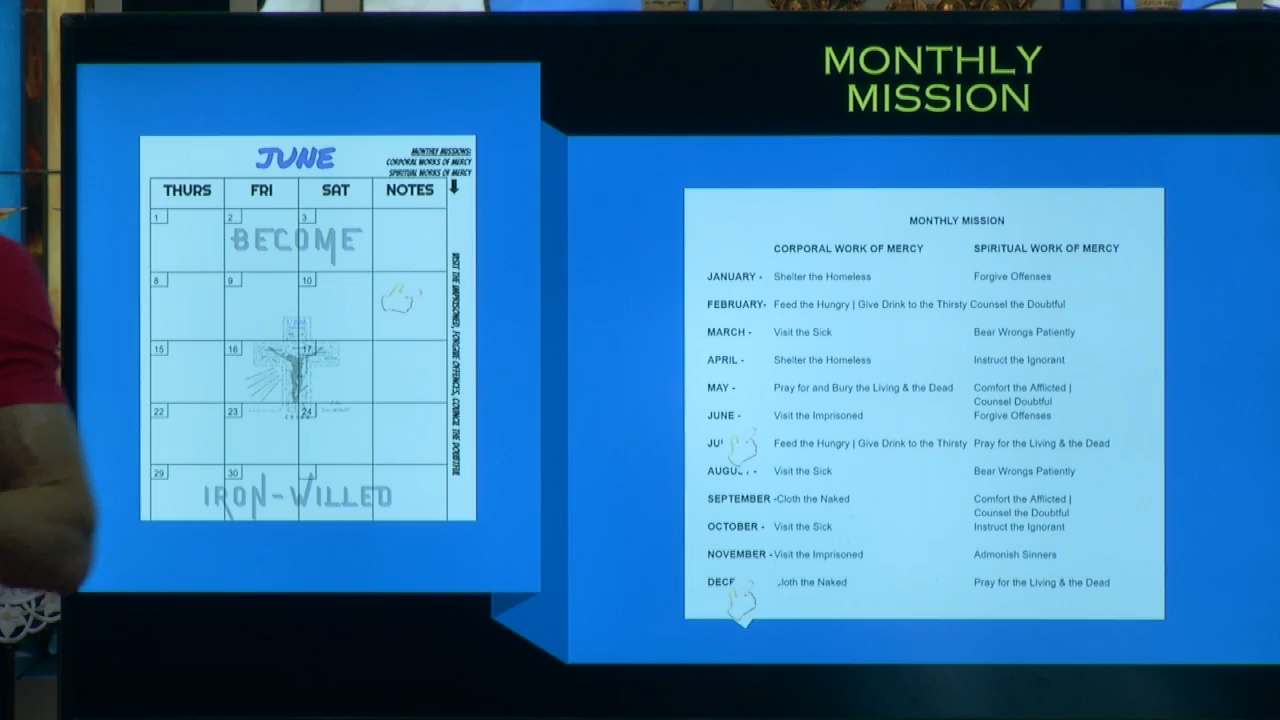 MONTHLY
MISSION
JUNE
MONTHLY MISSIONS:
CORPORAL WORKS OF MERCY
SPIRITUAL WORKS OF MERCY
THURS FRI SAT NOTES
1 2 3
BECOME
8 9 10
15 16 17
22 23 24
29 30
IRON-WILLED
VISIT THE IMPRISONED, FORGIVE OFFENCES, COUNCIL THE DOUBTFUL
MONTHLY MISSION
CORPORAL WORK OF MERCY SPIRITUAL WORK OF MERCY
JANUARY - Shelter the Homeless Forgive Offenses
FEBRUARY- Feed the Hungry | Give Drink to the Thirsty Counsel the Doubtful
MARCH - Visit the Sick Bear Wrongs Patiently
APRIL - Shelter the Homeless Instruct the Ignorant
MAY - Pray for and Bury the Living & the Dead Comfort the Afflicted |
Counsel Doubtful
JUNE - Visit the Imprisoned Forgive Offenses
Feed the Hungry | Give Drink to the Thirsty Pray for the Living & the Dead
Visit the Sick Bear Wrongs Patiently
SEPTEMBER -Cloth the Naked Comfort the Afflicted |
Counsel the Doubtful
OCTOBER - Visit the Sick Instruct the Ignorant
NOVEMBER - Visit the Imprisoned Admonish Sinners
the Naked Pray for the Living & the Dead